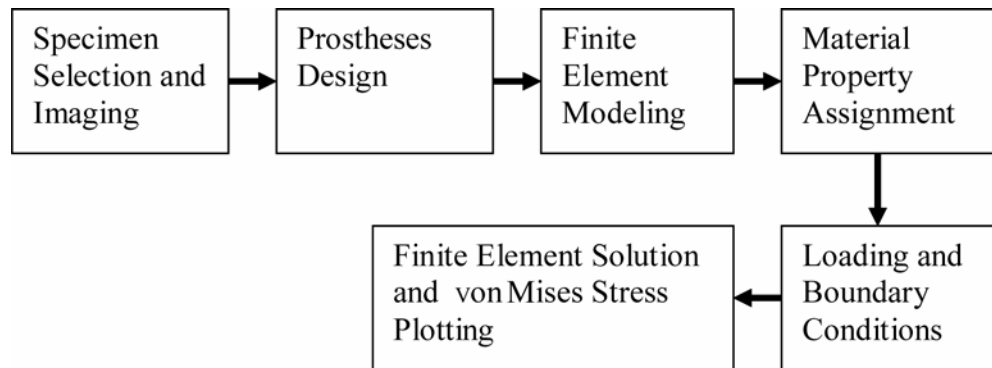 Specimen
Selection and
Imaging
Prostheses
Design
Finite
Element
Modeling
Material
Property
Assignment
Loading and
Boundary
Conditions
Finite Element Solution
and von Mises Stress
Plotting